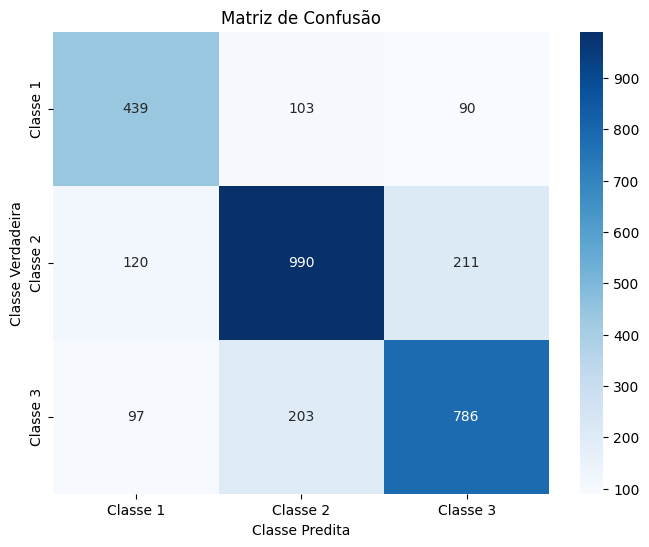 Matriz de Confusão
Classe Verdadeira
Classe 1
439 103 90
Classe 2
120 990 211
Classe 3
97 203 786
Classe 1 Classe 2 Classe 3
Classe Predita
900
800
700
600
500
400
300
200
100